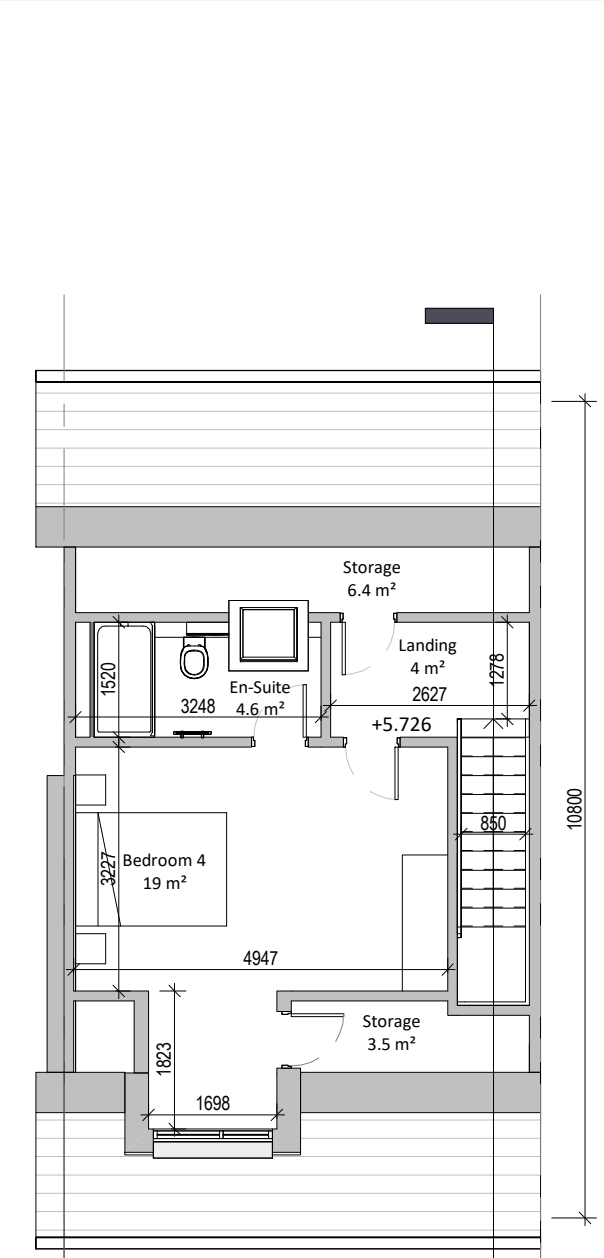 Storage
6.4 m²
Landing
4 m²
1278
1520
En-Suite
4.6 m²
3248
2627
+5.726
10800
850
Bedroom 4
19 m²
3227
4947
Storage
3.5 m²
1823
1698